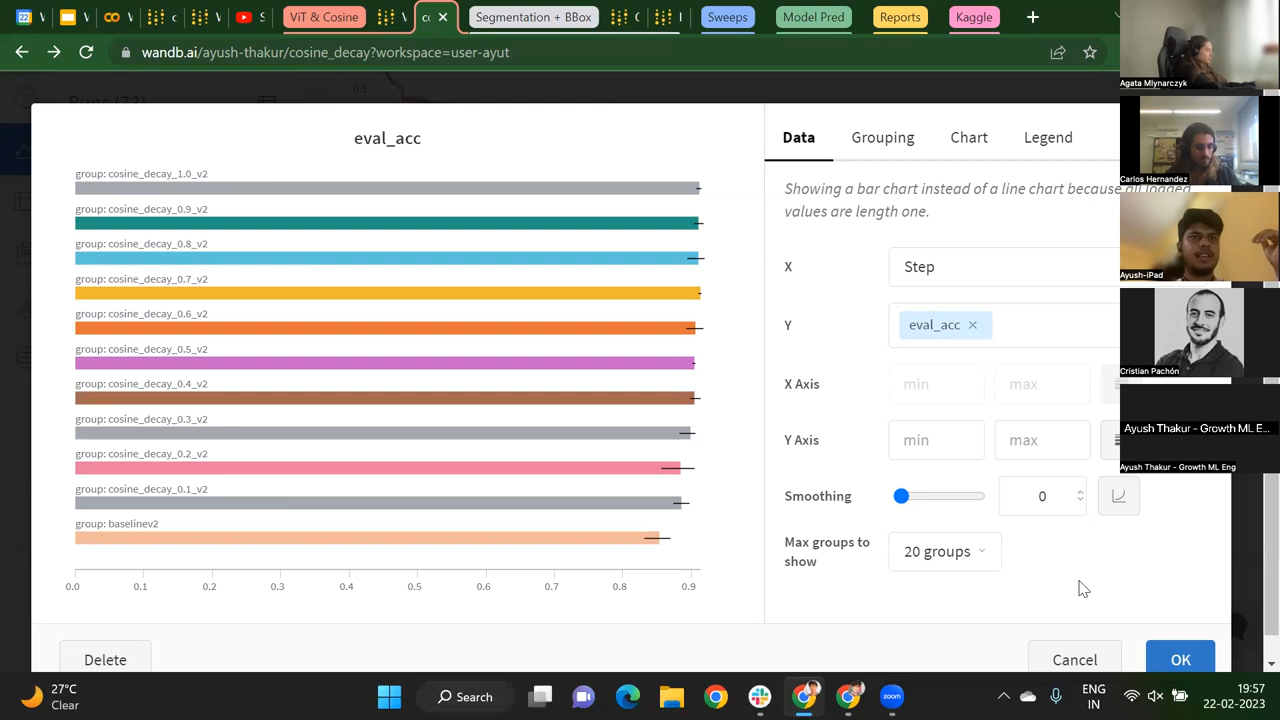 ViT & Cosine
Segmentation + BBox
Sweeps
Model Pred
Reports
Kaggle
wandb.ai/ayush-thakur/cosine_decay?workspace=user-ayut
0.5
eval_acc
group: cosine_decay_1.0_v2
group: cosine_decay_0.9_v2
group: cosine_decay_0.8_v2
group: cosine_decay_0.7_v2
group: cosine_decay_0.6_v2
group: cosine_decay_0.5_v2
group: cosine_decay_0.4_v2
group: cosine_decay_0.3_v2
group: cosine_decay_0.2_v2
group: cosine_decay_0.1_v2
group: baselinev2
0.0 0.1 0.2 0.3 0.4 0.5 0.6 0.7 0.8 0.9
Delete
Data Grouping Chart Legend
Showing a bar chart instead of a line chart because all logged
values are length one.
X Step
Y eval_acc
X Axis min max
Y Axis min max
Smoothing 0
Max groups to
show
20 groups
Cancel OK
Agata Mlynarczyk
Carlos Hernandez
Ayush-iPad
Cristian Pachón
Ayush Thakur - Growth ML E...
Ayush Thakur - Growth ML Eng
27°C
Clear
Search
ENG
IN
19:57
22-02-2023